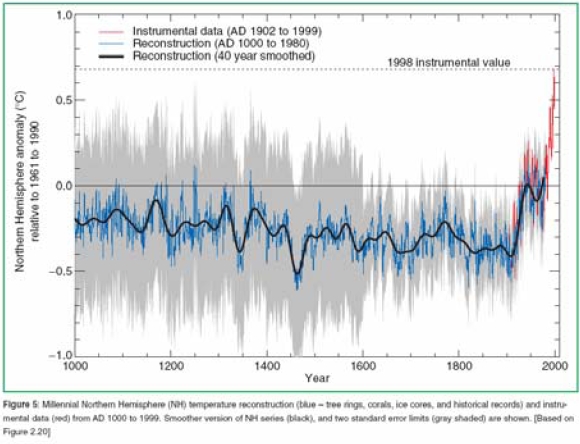 1.0
Instrumental data (AD 1902 to 1999)
Reconstruction (AD 1000 to 1980)
Reconstruction (40 year smoothed)
1998 instrumental value
0.5
0.0
−0.5
−1.0
Northern Hemisphere anomaly (°C)
relative to 1961 to 1990
1000
1200
1400
1600
1800
2000
Year
Figure 5: Millennial Northern Hemisphere (NH) temperature reconstruction (blue – tree rings, corals, ice cores, and historical records) and instru-
mental data (red) from AD 1000 to 1999. Smoother version of NH series (black), and two standard error limits (gray shaded) are shown. [Based on
Figure 2.20]